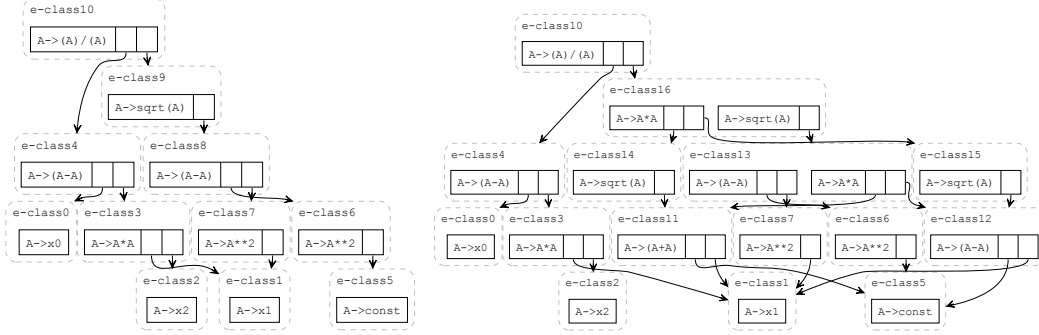 e-class10
A->(A)/(A)
e-class9
A->sqrt(A)
e-class4
e-class8
A->(A-A)
A->(A-A)
e-class0
e-class3
e-class7
e-class6
A->x0
A->A*A
A->A**2
A->A**2
e-class2
e-class1
e-class5
A->x2
A->x1
A->const
e-class10
A->(A)/(A)
e-class16
A->A*A
A->sqrt(A)
e-class4
e-class14
e-class13
e-class15
A->(A-A)
A->sqrt(A)
A->(A-A)
A->A*A
A->sqrt(A)
e-class0
e-class3
e-class11
e-class7
e-class6
e-class12
A->x0
A->A*A
A->(A+A)
A->A**2
A->A**2
A->(A-A)
e-class2
e-class1
e-class5
A->x2
A->x1
A->const